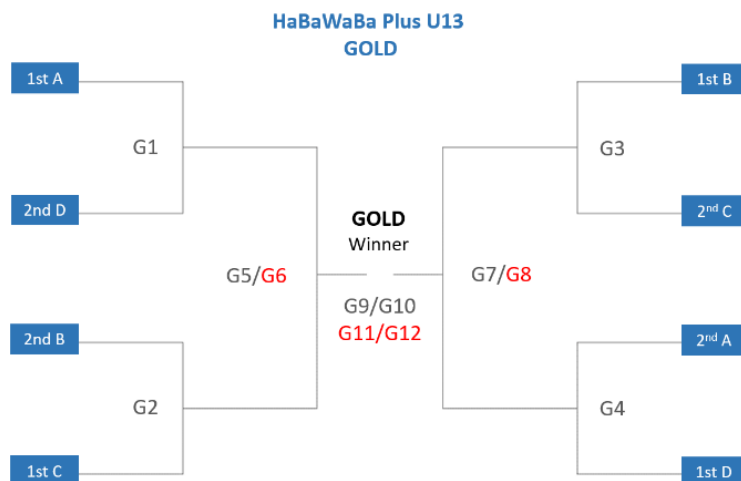 HaBaWaBa Plus U13
GOLD
1st A
1st B
G1
G3
2nd D
2nd C
GOLD
Winner
G5/G6
G7/G8
G9/G10
G11/G12
2nd B
2nd A
G2
G4
1st C
1st D